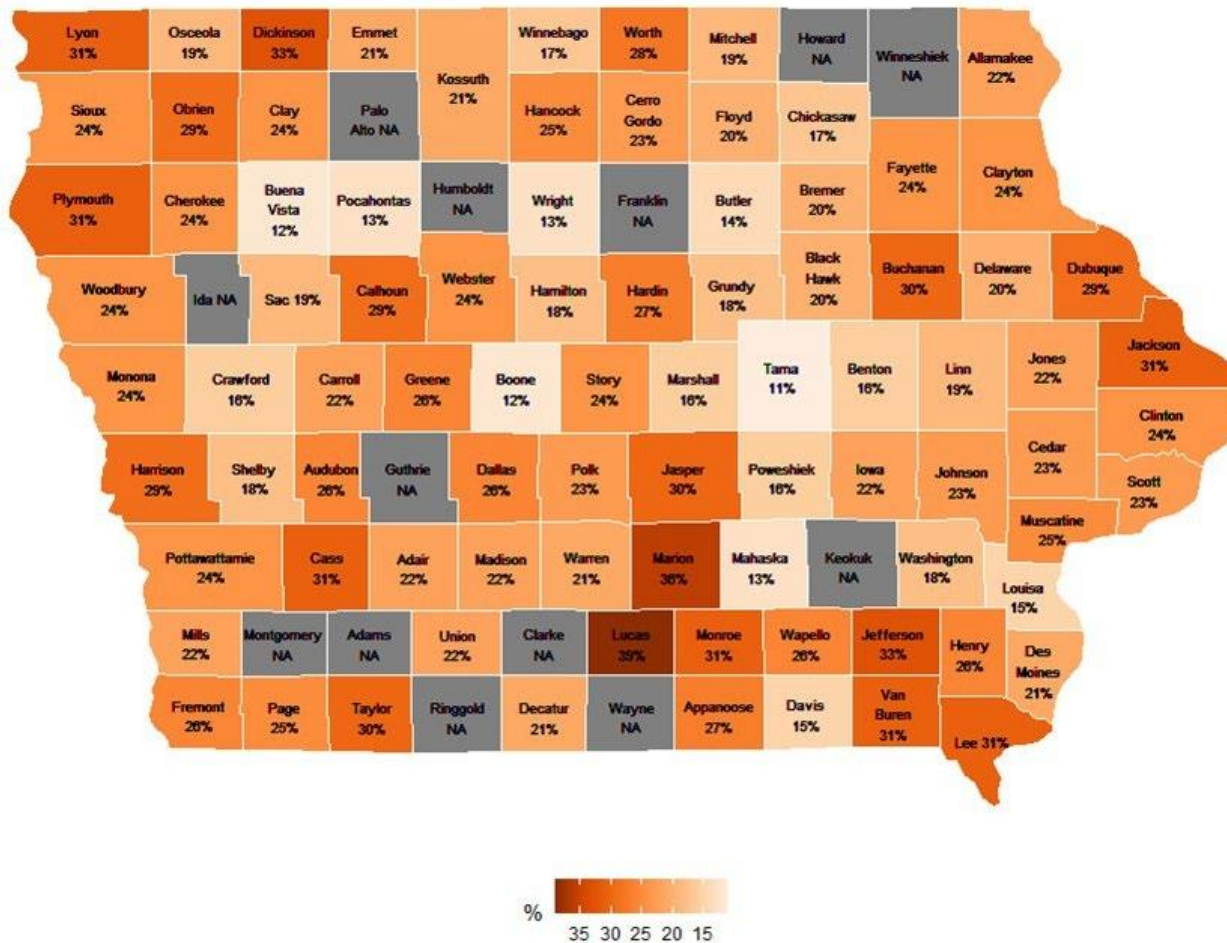 Lyon
31%
Osceola
19%
Dickinson
33%
Emmet
21%
Kossuth
21%
Winnebago
17%
Worth
28%
Mitchell
19%
Howard
NA
Winneshiek
NA
Allamakee
22%
Sioux
24%
Obrien
29%
Clay
24%
Palo
Alto NA
Hancock
25%
Cerro
Gordo
23%
Floyd
20%
Chickasaw
17%
Fayette
24%
Clayton
24%
Plymouth
31%
Cherokee
24%
Buena
Vista
12%
Pocahontas
13%
Humboldt
NA
Wright
13%
Franklin
NA
Butler
14%
Bremer
20%
Woodbury
24%
Ida NA
Sac 19%
Calhoun
29%
Webster
24%
Hamilton
18%
Hardin
27%
Grundy
18%
Black
Hawk
20%
Buchanan
30%
Delaware
20%
Dubuque
29%
Monona
24%
Crawford
16%
Carroll
22%
Greene
26%
Boone
12%
Story
24%
Marshall
16%
Tama
11%
Benton
16%
Linn
19%
Jones
22%
Jackson
31%
Clinton
24%
Harrison
29%
Shelby
18%
Audubon
26%
Guthrie
NA
Dallas
26%
Polk
23%
Jasper
30%
Poweshiek
16%
Iowa
22%
Johnson
23%
Cedar
23%
Scott
23%
Muscatine
25%
Pottawattamie
24%
Cass
31%
Adair
22%
Madison
22%
Warren
21%
Marion
36%
Mahaska
13%
Keokuk
NA
Washington
18%
Louisa
15%
Mills
22%
Montgomery
NA
Adams
NA
Union
22%
Clarke
NA
Lucas
39%
Monroe
31%
Wapello
26%
Jefferson
33%
Henry
26%
Des
Moines
21%
Fremont
26%
Page
25%
Taylor
30%
Ringgold
NA
Decatur
21%
Wayne
NA
Appanoose
27%
Davis
15%
Van
Buren
31%
Lee 31%
%
35 30 25 20 15